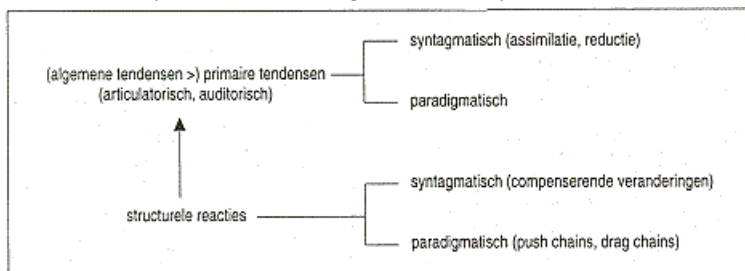 syntagmatisch (assimilatie, reductie)
(algemene tendensen >) primaire tendensen
(articulatorisch, auditorisch)
paradigmatisch
syntagmatisch (compenserende veranderingen)
structurele reacties
paradigmatisch (push chains, drag chains)